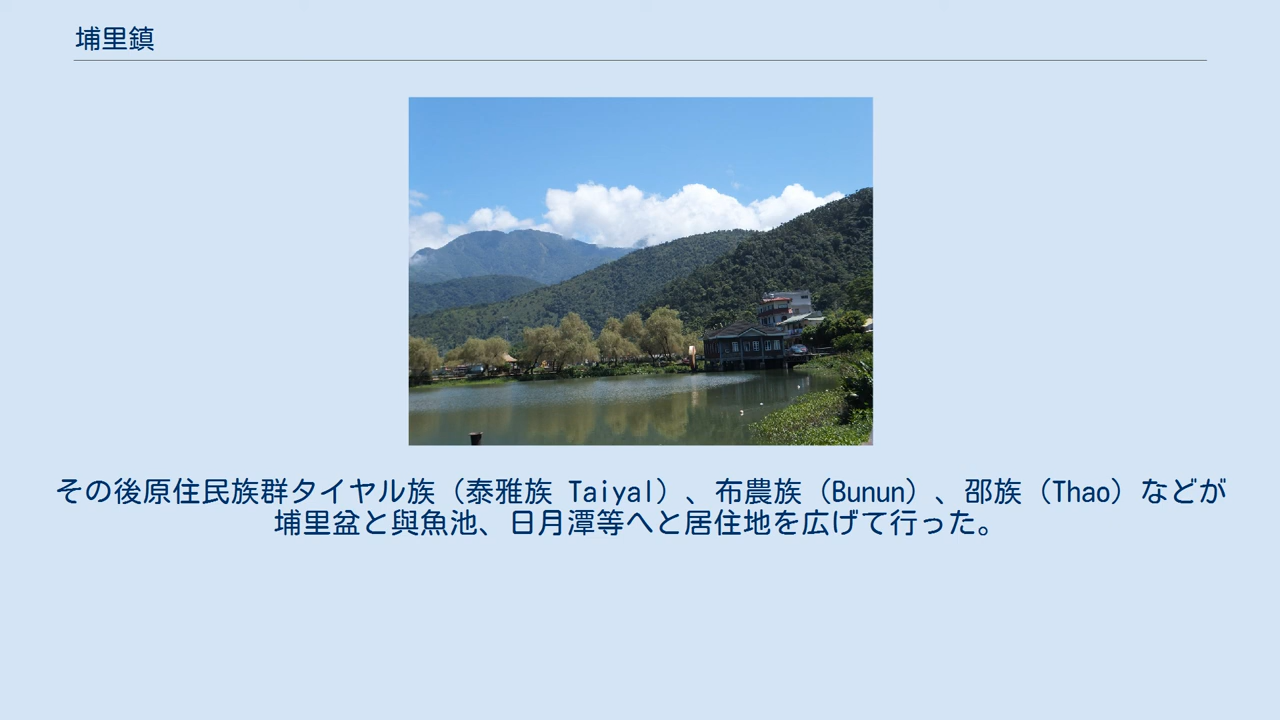 埔里鎮
その後原住民族群タイヤル族（泰雅族 Taiyal）、布農族（Bunun）、邵族（Thao）などが
埔里盆と與魚池、日月潭等へと居住地を広げて行った。